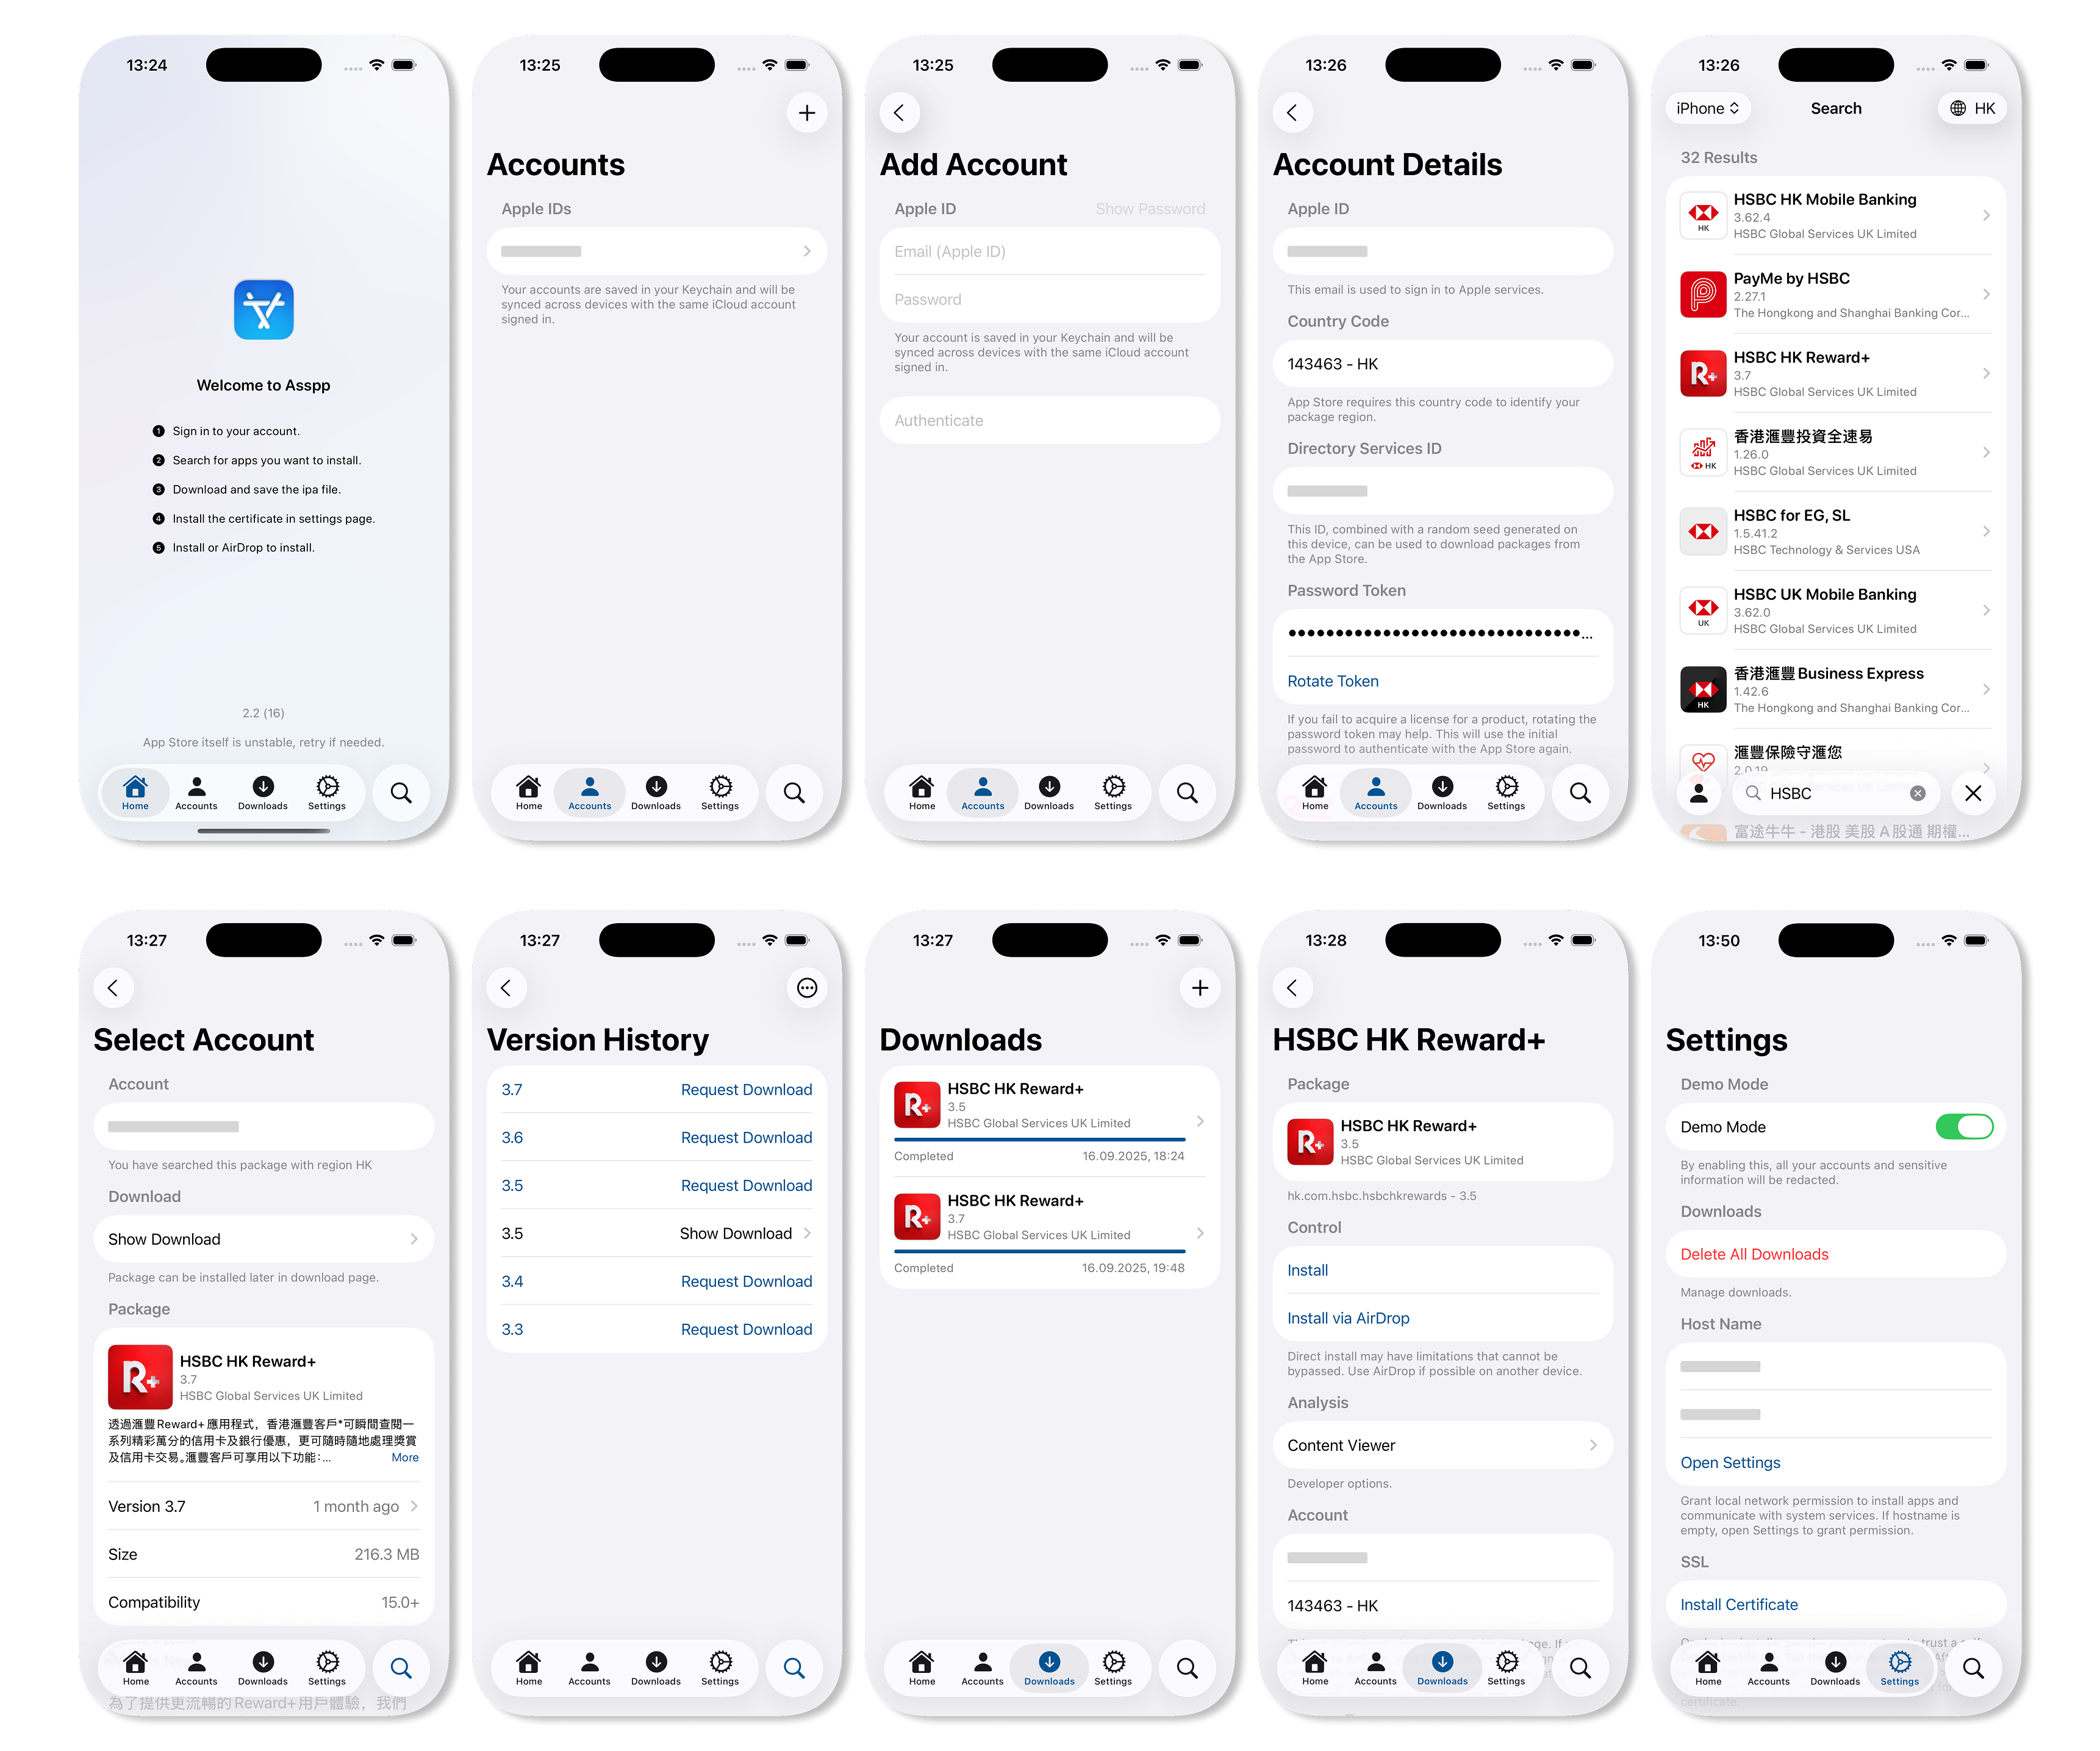 13:24
Welcome to Asspp
1 Sign in to your account.
2 Search for apps you want to install.
3 Download and save the ipa file.
4 Install the certificate in settings page.
5 Install or AirDrop to install.
2.2 (16)
App Store itself is unstable, retry if needed.
Home Accounts Downloads Settings
13:25
Accounts
Apple IDs
Your accounts are saved in your Keychain and will be
synced across devices with the same iCloud account
signed in.
Home Accounts Downloads Settings
13:25
Add Account
Apple ID Show Password
Email (Apple ID)
Password
Your account is saved in your Keychain and will be
synced across devices with the same iCloud account
signed in.
Authenticate
Home Accounts Downloads Settings
13:26
Account Details
Apple ID
This email is used to sign in to Apple services.
Country Code
143463 - HK
App Store requires this country code to identify your
package region.
Directory Services ID
This ID, combined with a random seed generated on
this device, can be used to download packages from
the App Store.
Password Token
••••••••••••••••••••••••••••••••...
Rotate Token
If you fail to acquire a license for a product, rotating the
password token may help. This will use the initial
password to authenticate with the App Store again.
Home Accounts Downloads Settings
13:26
iPhone Search HK
32 Results
HSBC HK Mobile Banking
3.62.4
HSBC Global Services UK Limited
HK
PayMe by HSBC
2.27.1
The Hongkong and Shanghai Banking Cor...
HSBC HK Reward+
3.7
HSBC Global Services UK Limited
R+
香港滙豐投資全速易
1.26.0
HSBC Global Services UK Limited
HK
HSBC for EG, SL
1.5.41.2
HSBC Technology & Services USA
HSBC UK Mobile Banking
3.62.0
HSBC Global Services UK Limited
UK
香港滙豐Business Express
1.42.6
The Hongkong and Shanghai Banking Cor...
HK
滙豐保險守滙您
2.0.19
HSBC
富途牛牛 - 港股 美股 A股通 期權...
13:27
Select Account
Account
You have searched this package with region HK
Download
Show Download
Package can be installed later in download page.
Package
R+
HSBC HK Reward+
3.7
HSBC Global Services UK Limited
透過滙豐Reward+應用程式，香港滙豐客戶*可瞬間查閱一
系列精彩萬分的信用卡及銀行優惠，更可隨時隨地處理獎賞
及信用卡交易。滙豐客戶可享用以下功能：... More
Version 3.7 1 month ago
Size 216.3 MB
Compatibility 15.0+
Home Accounts Downloads Settings
為了提供更流暢的Reward+用戶體驗，我們
13:27
Version History
3.7 Request Download
3.6 Request Download
3.5 Request Download
3.5 Show Download
3.4 Request Download
3.3 Request Download
Home Accounts Downloads Settings
13:27
Downloads
R+
HSBC HK Reward+
3.5
HSBC Global Services UK Limited
Completed 16.09.2025, 18:24
R+
HSBC HK Reward+
3.7
HSBC Global Services UK Limited
Completed 16.09.2025, 19:48
Home Accounts Downloads Settings
13:28
HSBC HK Reward+
Package
R+
HSBC HK Reward+
3.5
HSBC Global Services UK Limited
hk.com.hsbc.hsbchkrewards - 3.5
Control
Install
Install via AirDrop
Direct install may have limitations that cannot be
bypassed. Use AirDrop if possible on another device.
Analysis
Content Viewer
Developer options.
Account
143463 - HK
Home Accounts Downloads Settings
13:50
Settings
Demo Mode
Demo Mode
By enabling this, all your accounts and sensitive
information will be redacted.
Downloads
Delete All Downloads
Manage downloads.
Host Name
Open Settings
Grant local network permission to install apps and
communicate with system services. If hostname is
empty, open Settings to grant permission.
SSL
Install Certificate
Home Accounts Downloads Settings
certificate.